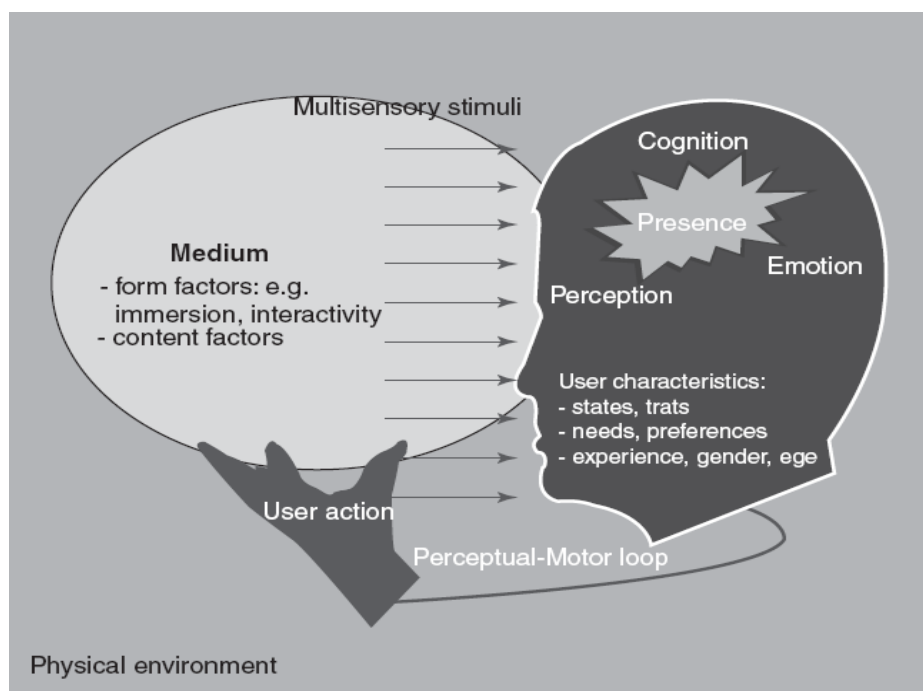 Multisensory stimuli
Cognition
Presence
Emotion
Perception
Medium
- form factors: e.g.
immersion, interactivity
- content factors
User characteristics:
- states, trats
- needs, preferences
- experience, gender, ege
User action
Perceptual-Motor loop
Physical environment